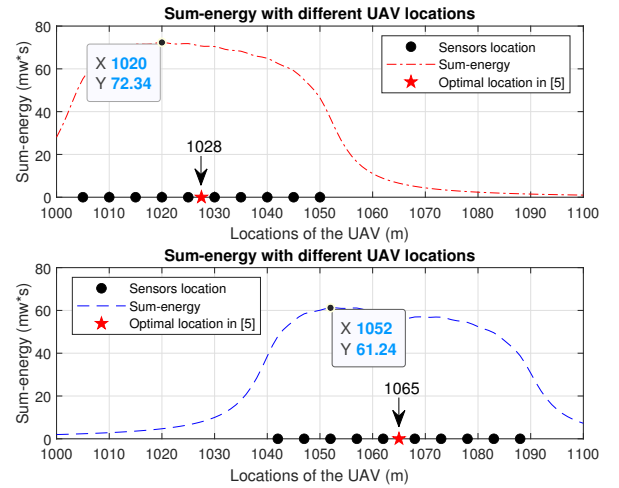 Sum-energy with different UAV locations
80
60
40
20
0
Sum-energy (mw*s)
X 1020
Y 72.34
Sensors location
Sum-energy
Optimal location in [5]
1028
1000 1010 1020 1030 1040 1050 1060 1070 1080 1090 1100
Locations of the UAV (m)
Sum-energy with different UAV locations
80
60
40
20
0
Sum-energy (mw*s)
Sensors location
Sum-energy
Optimal location in [5]
X 1052
Y 61.24
1065
1000 1010 1020 1030 1040 1050 1060 1070 1080 1090 1100
Locations of the UAV (m)